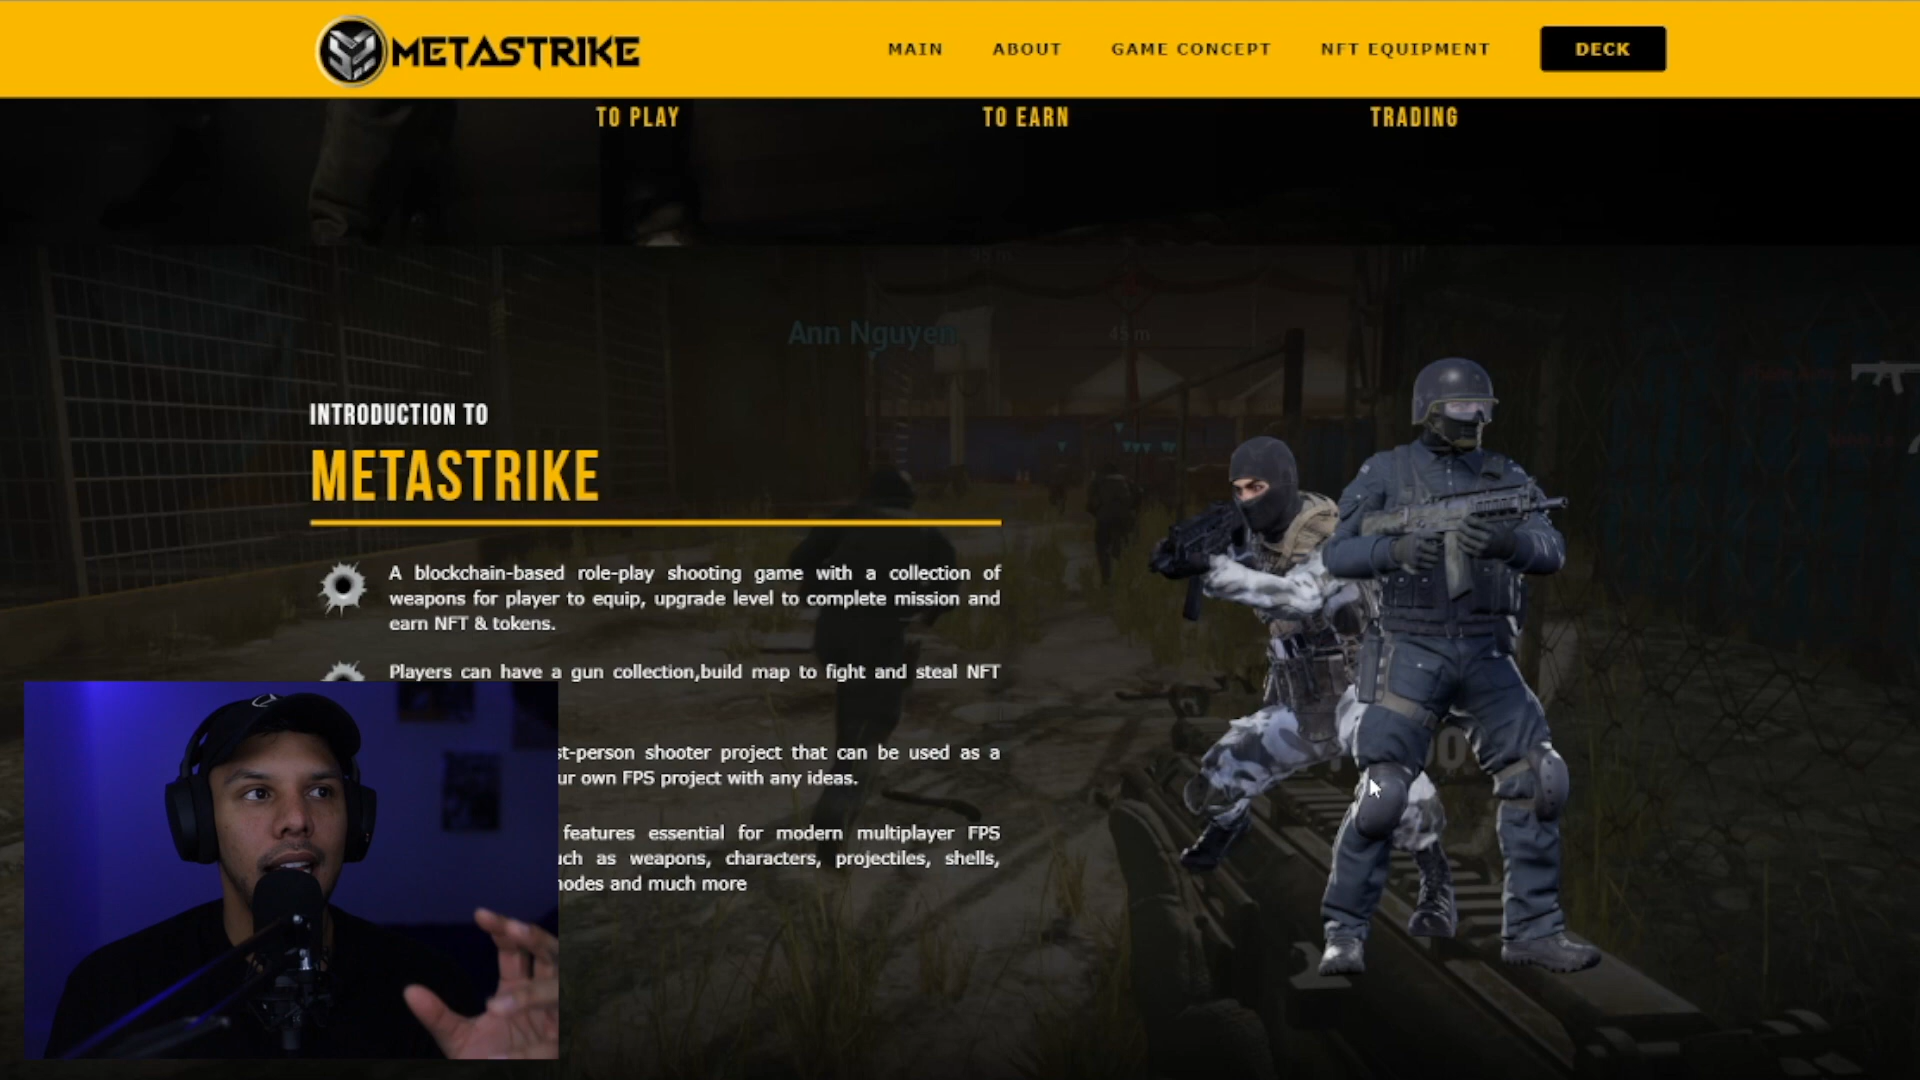 METASTRIKE
MAIN
ABOUT
GAME CONCEPT
NFT EQUIPMENT
DECK
TO PLAY
TO EARN
TRADING
Ann Nguyen
45 m
INTRODUCTION TO
METASTRIKE
A blockchain-based role-play shooting game with a collection of
weapons for player to equip, upgrade level to complete mission and
earn NFT & tokens.
Players can have a gun collection,build map to fight and steal NFT
st-person shooter project that can be used as a
ur own FPS project with any ideas.
features essential for modern multiplayer FPS
uch as weapons, characters, projectiles, shells,
nodes and much more